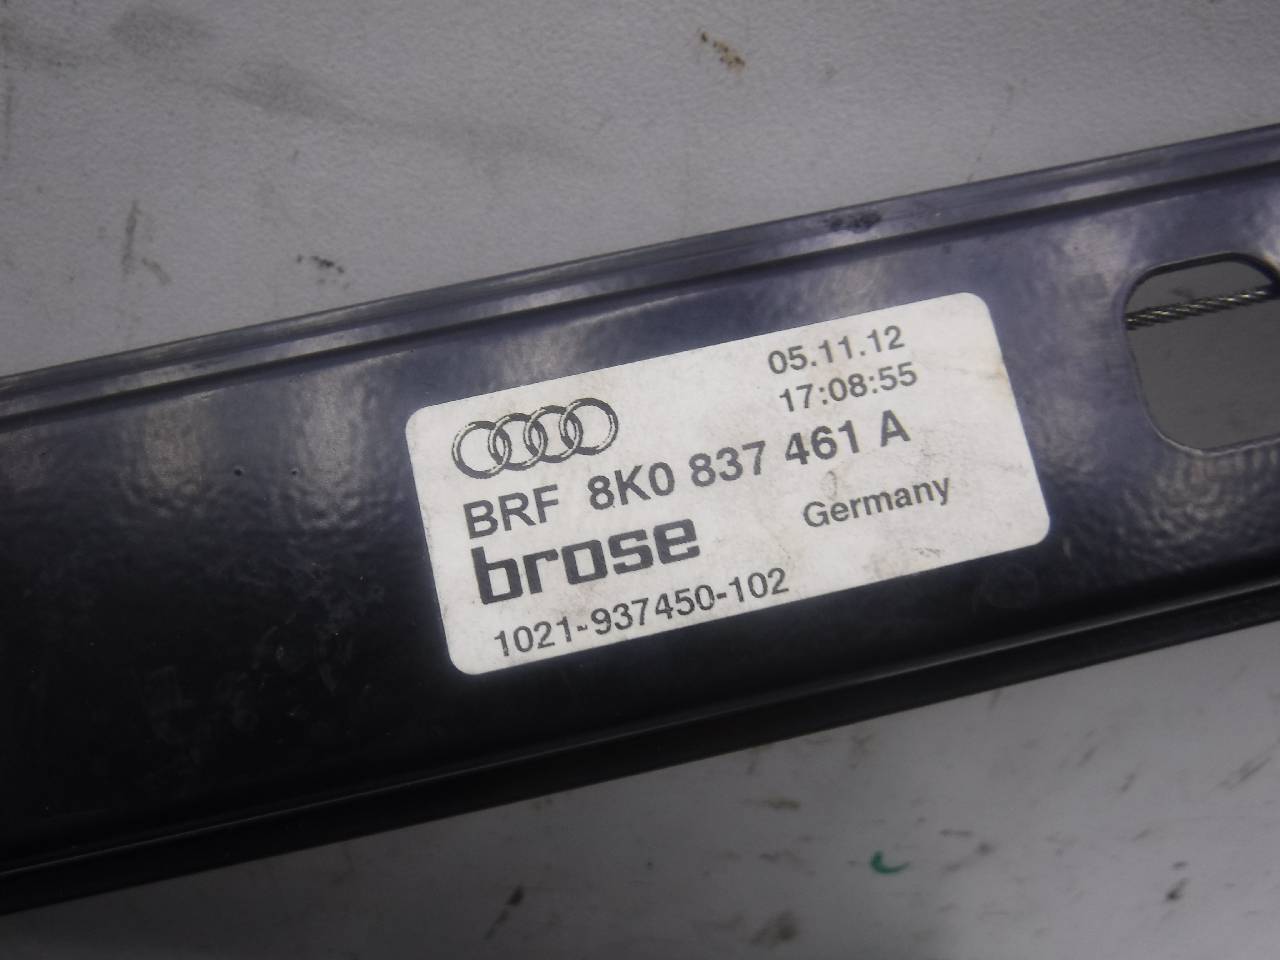 05.11.12
17:08:55
BRF 8K0 837 461 A
brose Germany
1021-937450-102